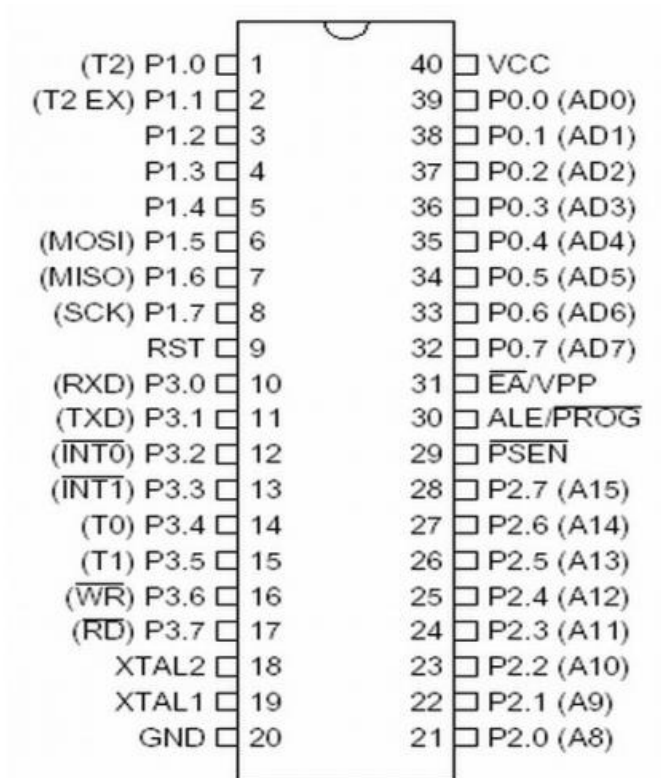 (T2) P1.0 1 40 VCC
(T2 EX) P1.1 2 39 P0.0 (AD0)
P1.2 3 38 P0.1 (AD1)
P1.3 4 37 P0.2 (AD2)
P1.4 5 36 P0.3 (AD3)
(MOSI) P1.5 6 35 P0.4 (AD4)
(MISO) P1.6 7 34 P0.5 (AD5)
(SCK) P1.7 8 33 P0.6 (AD6)
RST 9 32 P0.7 (AD7)
(RXD) P3.0 10 31 E̅A̅/VPP
(TXD) P3.1 11 30 ALE/P̅R̅O̅G̅
(I̅N̅T̅0̅) P3.2 12 29 P̅S̅E̅N̅
(I̅N̅T̅1̅) P3.3 13 28 P2.7 (A15)
(T0) P3.4 14 27 P2.6 (A14)
(T1) P3.5 15 26 P2.5 (A13)
(W̅R̅) P3.6 16 25 P2.4 (A12)
(R̅D̅) P3.7 17 24 P2.3 (A11)
XTAL2 18 23 P2.2 (A10)
XTAL1 19 22 P2.1 (A9)
GND 20 21 P2.0 (A8)